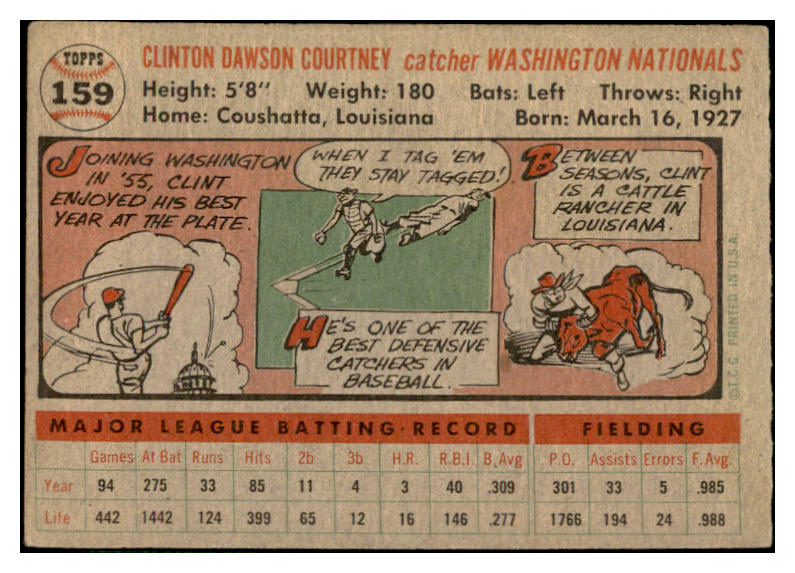 TOPPS
159
CLINTON DAWSON COURTNEY catcher WASHINGTON NATIONALS
Height: 5'8" Weight: 180 Bats: Left Throws: Right
Home: Coushatta, Louisiana Born: March 16, 1927
JOINING WASHINGTON
IN '55, CLINT
ENJOYED HIS BEST
YEAR AT THE PLATE.
WHEN I TAG 'EM
THEY STAY TAGGED!
HE'S ONE OF THE
BEST DEFENSIVE
CATCHERS IN
BASEBALL.
BETWEEN
SEASONS, CLINT
IS A CATTLE
RANCHER IN
LOUISIANA.
©T.C.G. PRINTED IN U.S.A.
MAJOR LEAGUE BATTING RECORD FIELDING
Games At Bat Runs Hits 2b 3b H.R. R.B.I. B.Avg P.O. Assists Errors F.Avg.
Year 94 275 33 85 11 4 3 40 .309 301 33 5 .985
Life 442 1442 124 399 65 12 16 146 .277 1766 194 24 .988